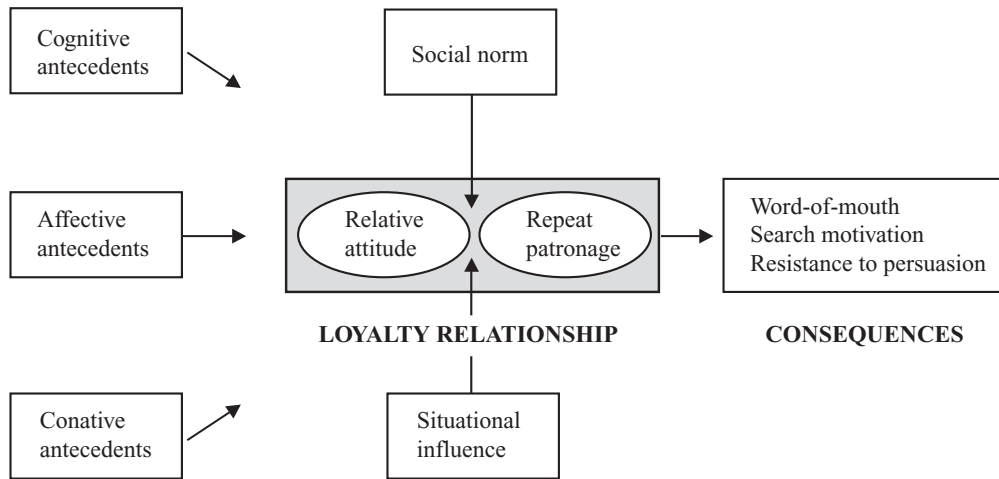 Cognitive
antecedents
Social norm
Affective
antecedents
Relative
attitude
Repeat
patronage
Word-of-mouth
Search motivation
Resistance to persuasion
LOYALTY RELATIONSHIP
CONSEQUENCES
Conative
antecedents
Situational
influence